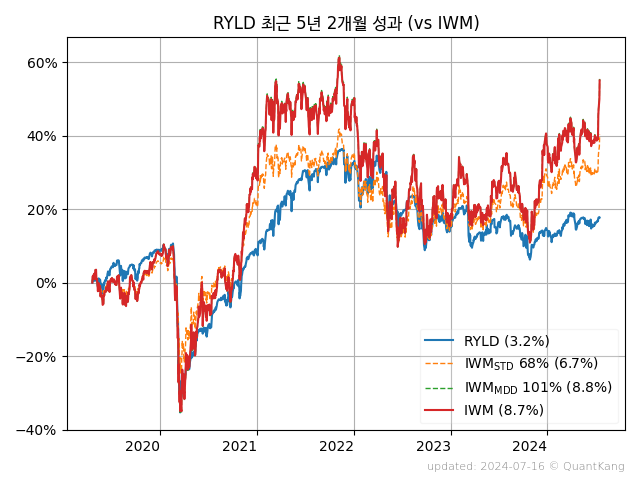 RYLD 최근 5년 2개월 성과 (vs IWM)
60%
40%
20%
0%
−20%
−40%
2020 2021 2022 2023 2024
RYLD (3.2%)
IWM_STD 68% (6.7%)
IWM_MDD 101% (8.8%)
IWM (8.7%)
updated: 2024-07-16 © QuantKang